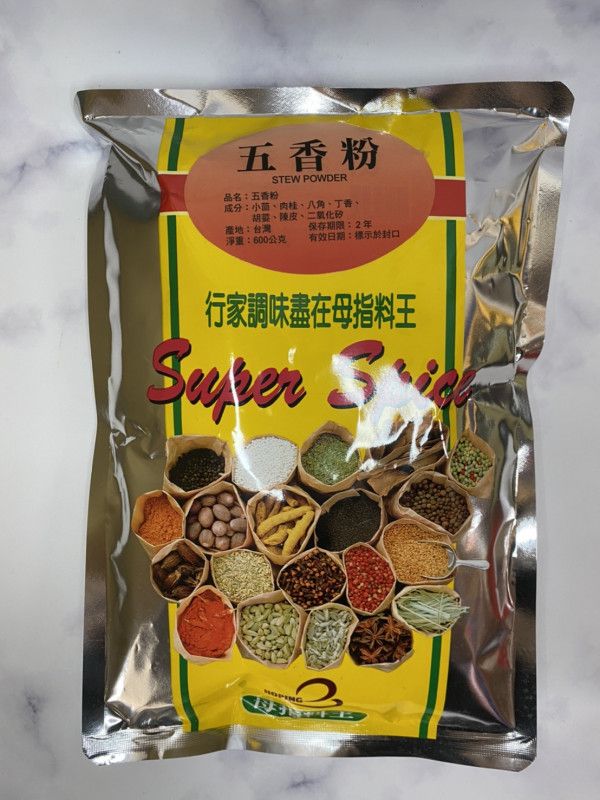 五香粉
STEW POWDER
品名：五香粉
成分：小茴、肉桂、八角、丁香、
胡荽、陳皮、二氧化矽
產地：台灣 保存期限：2年
淨重：600公克 有效日期：標示於封口
行家調味盡在母指料王
Super Spice
HOPING
母指料王